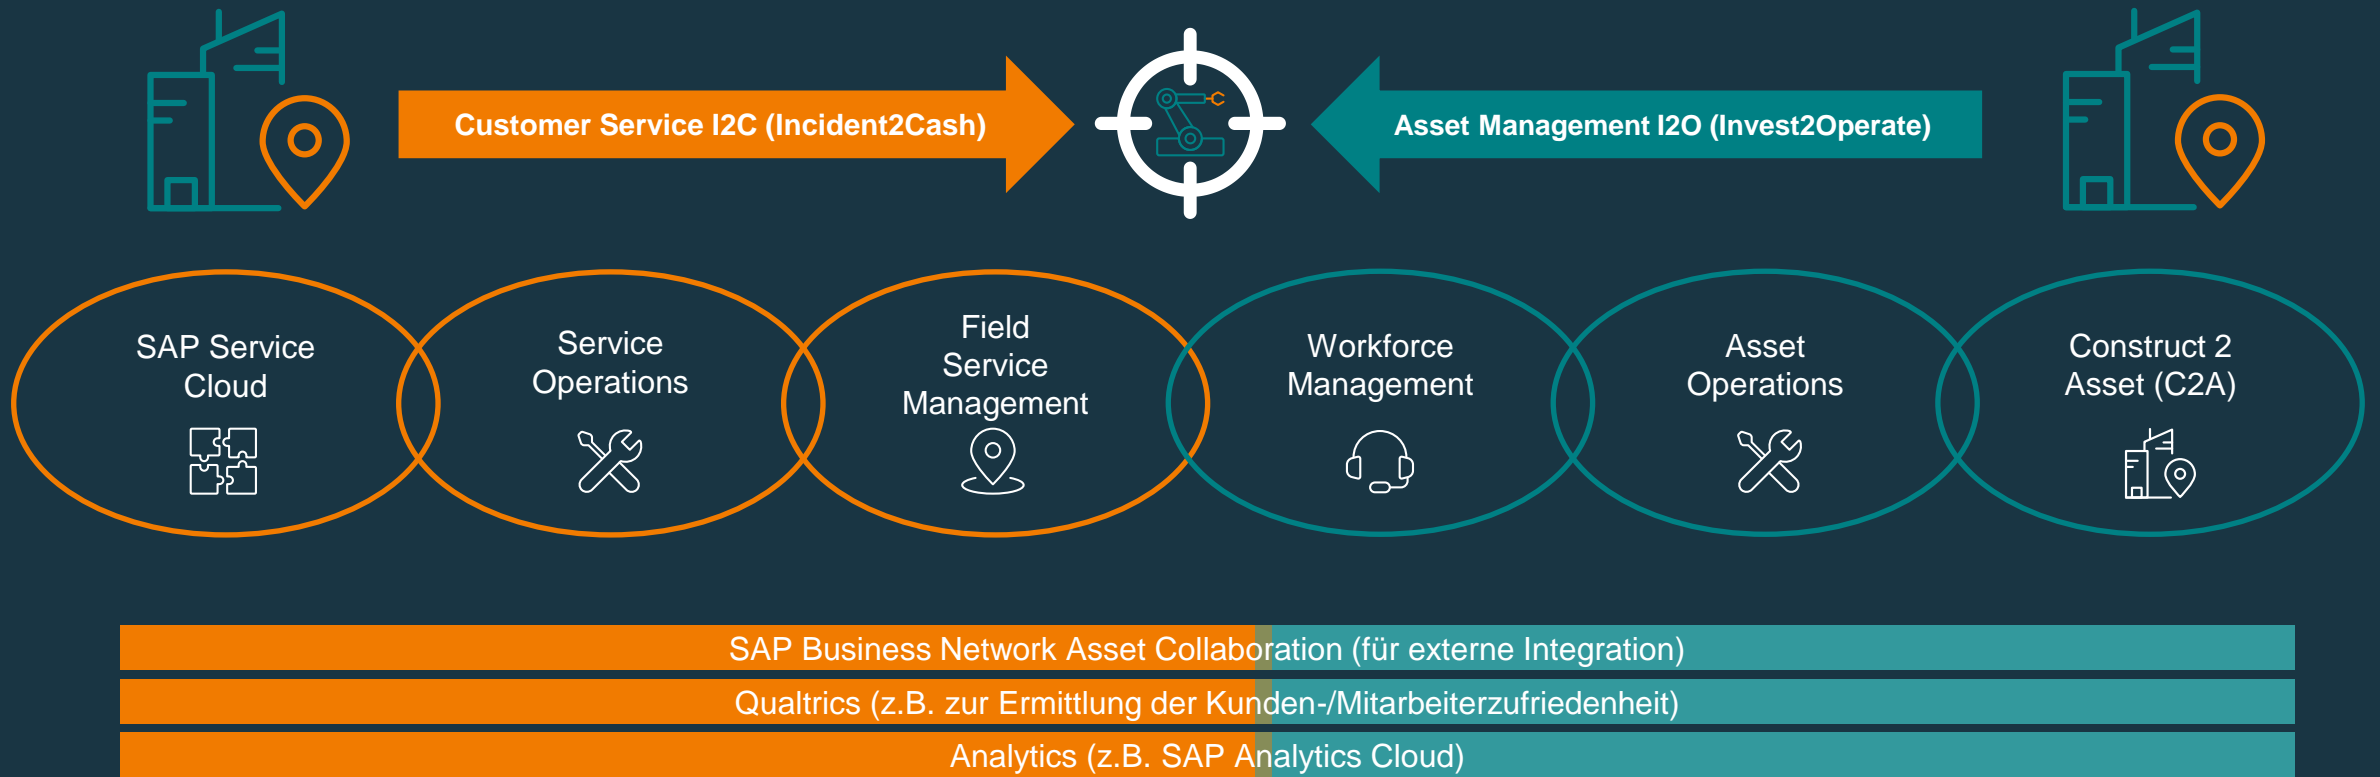 Customer Service I2C (Incident2Cash)
Asset Management I2O (Invest2Operate)
SAP Service
Cloud
Service
Operations
Field
Service
Management
Workforce
Management
Asset
Operations
Construct 2
Asset (C2A)
SAP Business Network Asset Collaboration (für externe Integration)
Qualtrics (z.B. zur Ermittlung der Kunden-/Mitarbeiterzufriedenheit)
Analytics (z.B. SAP Analytics Cloud)